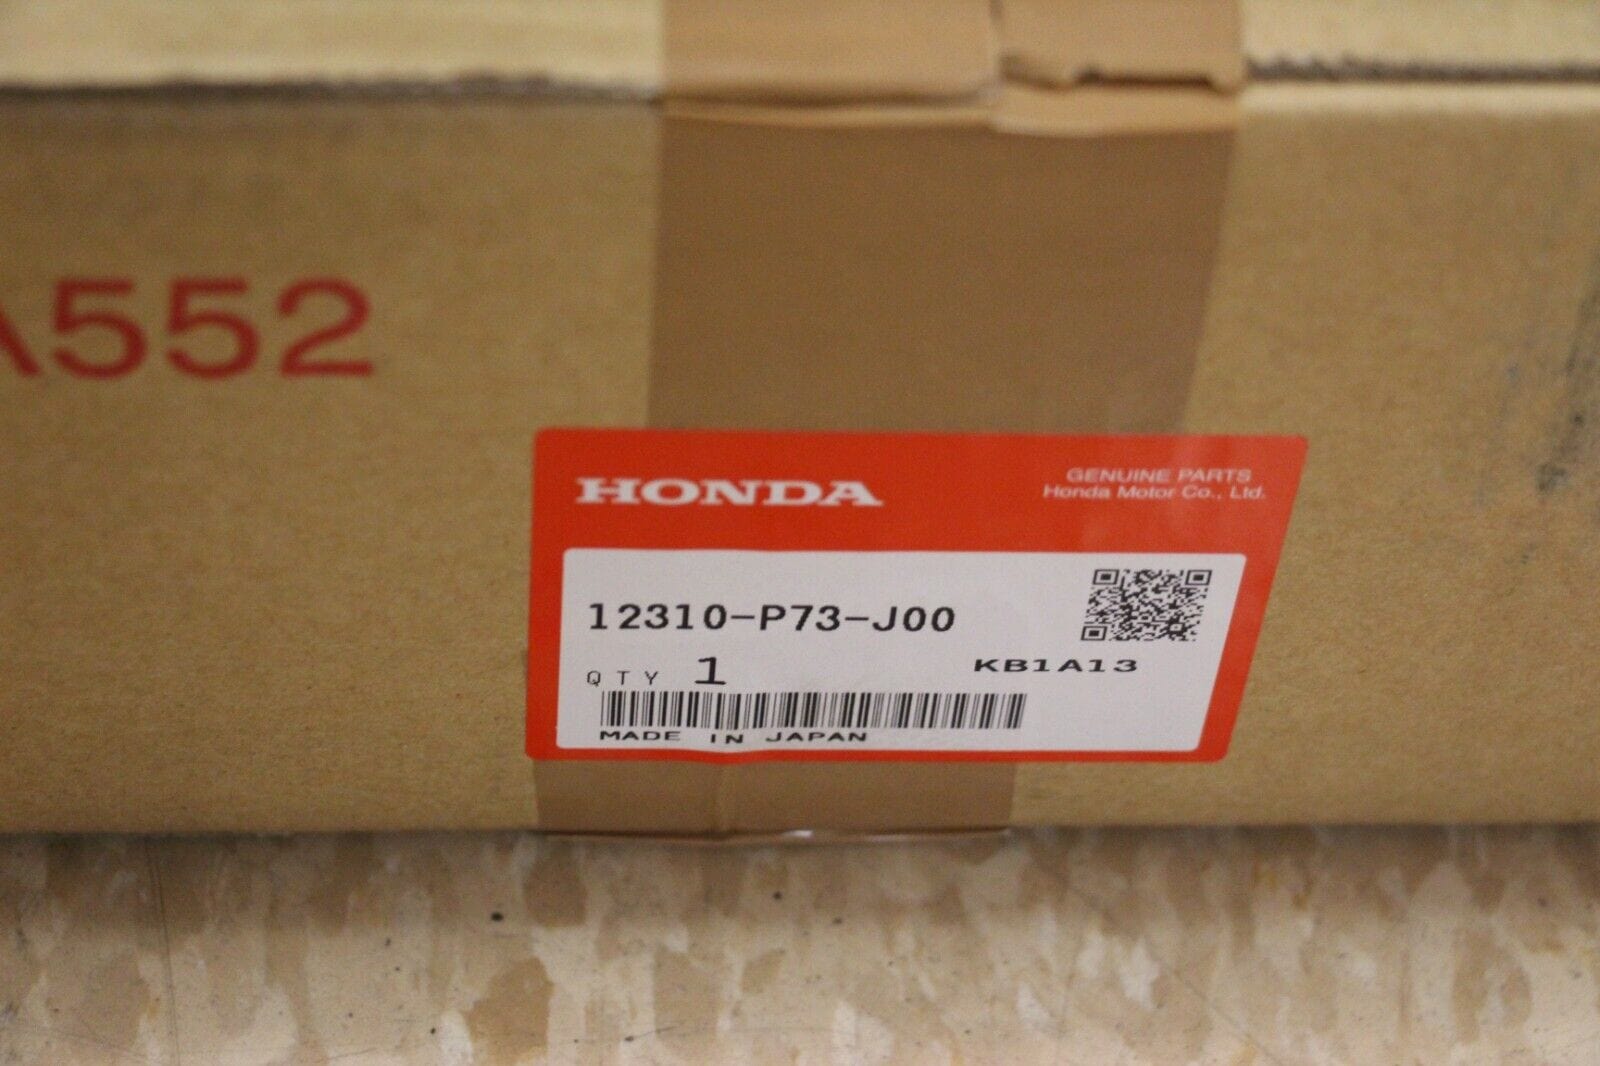 A552
HONDA
GENUINE PARTS
Honda Motor Co., Ltd.
12310-P73-J00
QTY 1
KB1A13
MADE IN JAPAN